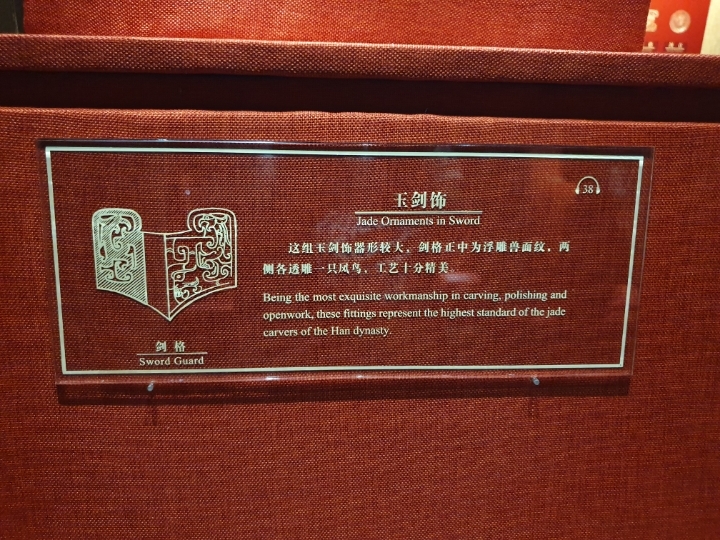 玉剑饰
Jade Ornaments in Sword
38
这组玉剑饰器形较大，剑格正中为浮雕兽面纹，两
侧各透雕一只凤鸟，工艺十分精美。
Being the most exquisite workmanship in carving, polishing and
openwork, these fittings represent the highest standard of the jade
carvers of the Han dynasty.
剑格
Sword Guard